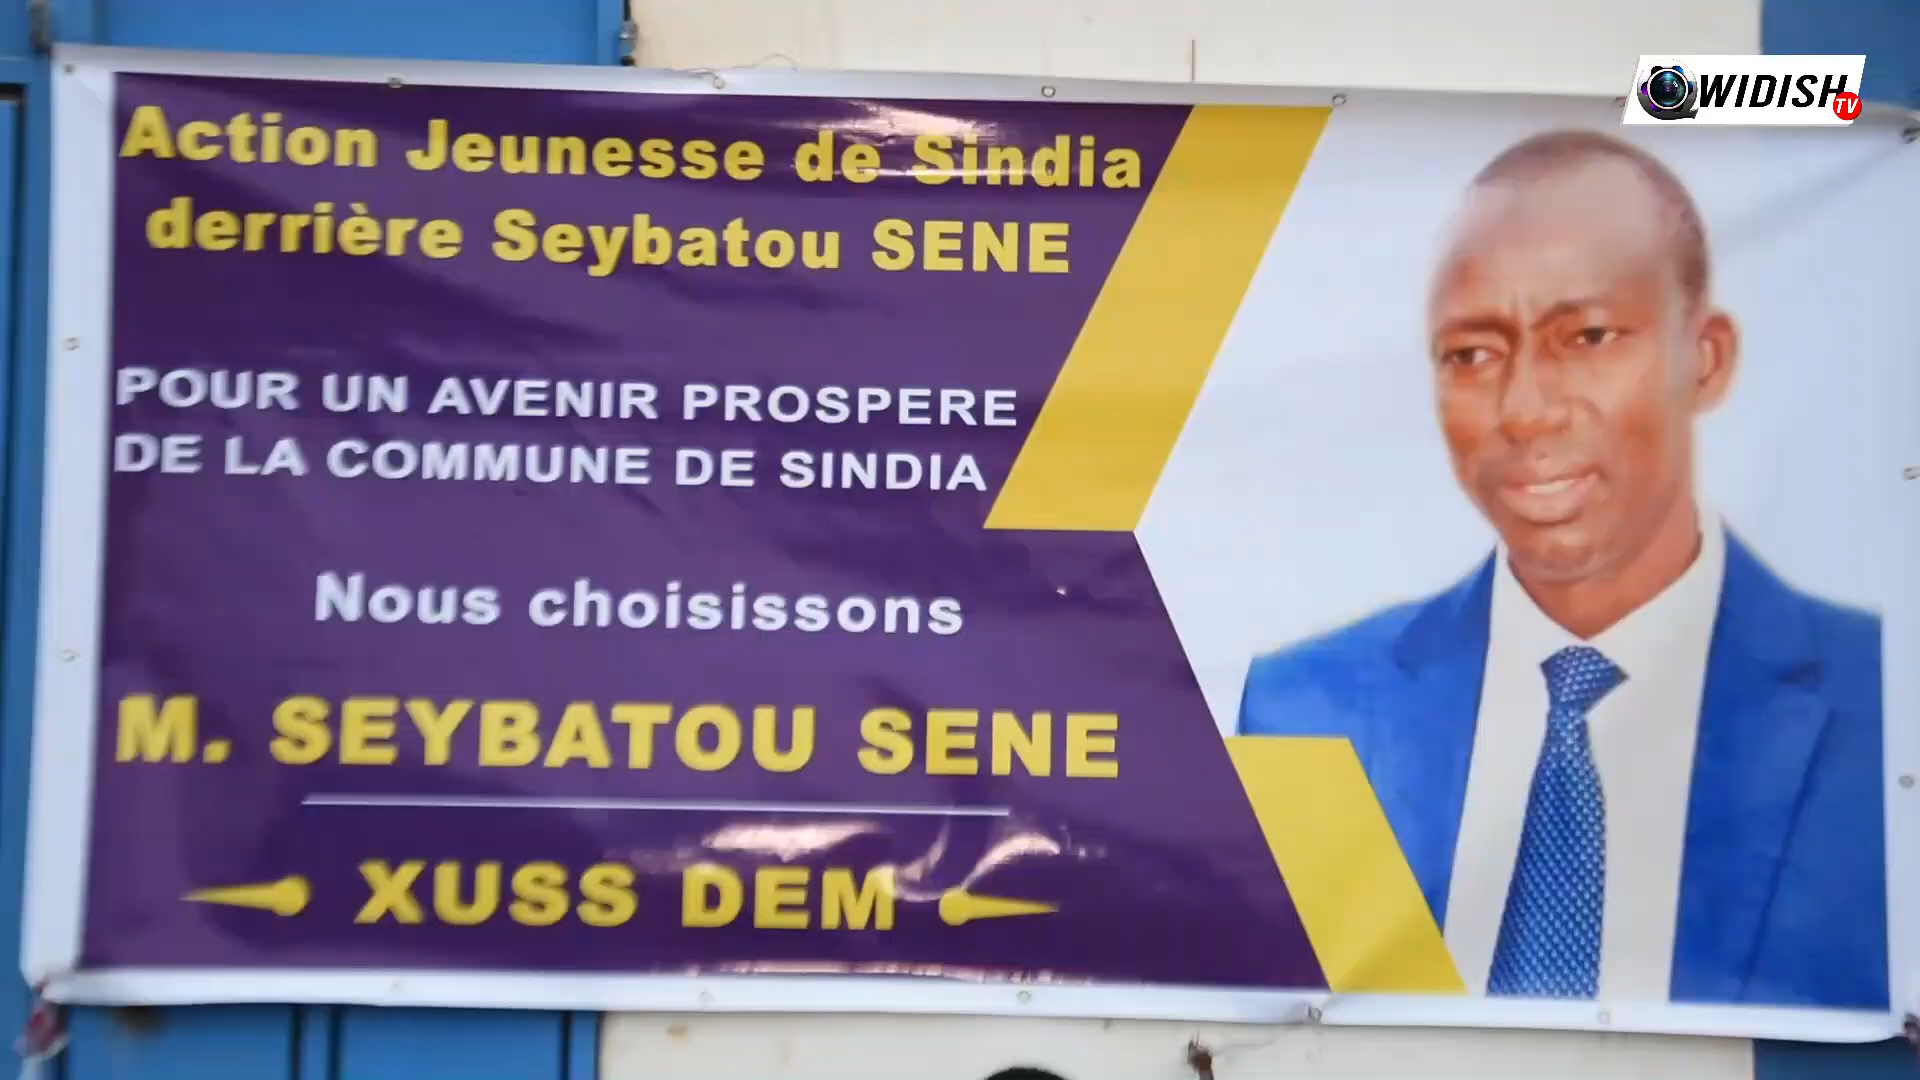 WIDISH TV
Action Jeunesse de Sindia
derrière Seybatou SENE
POUR UN AVENIR PROSPERE
DE LA COMMUNE DE SINDIA
Nous choisissons
M. SEYBATOU SENE
XUSS DEM